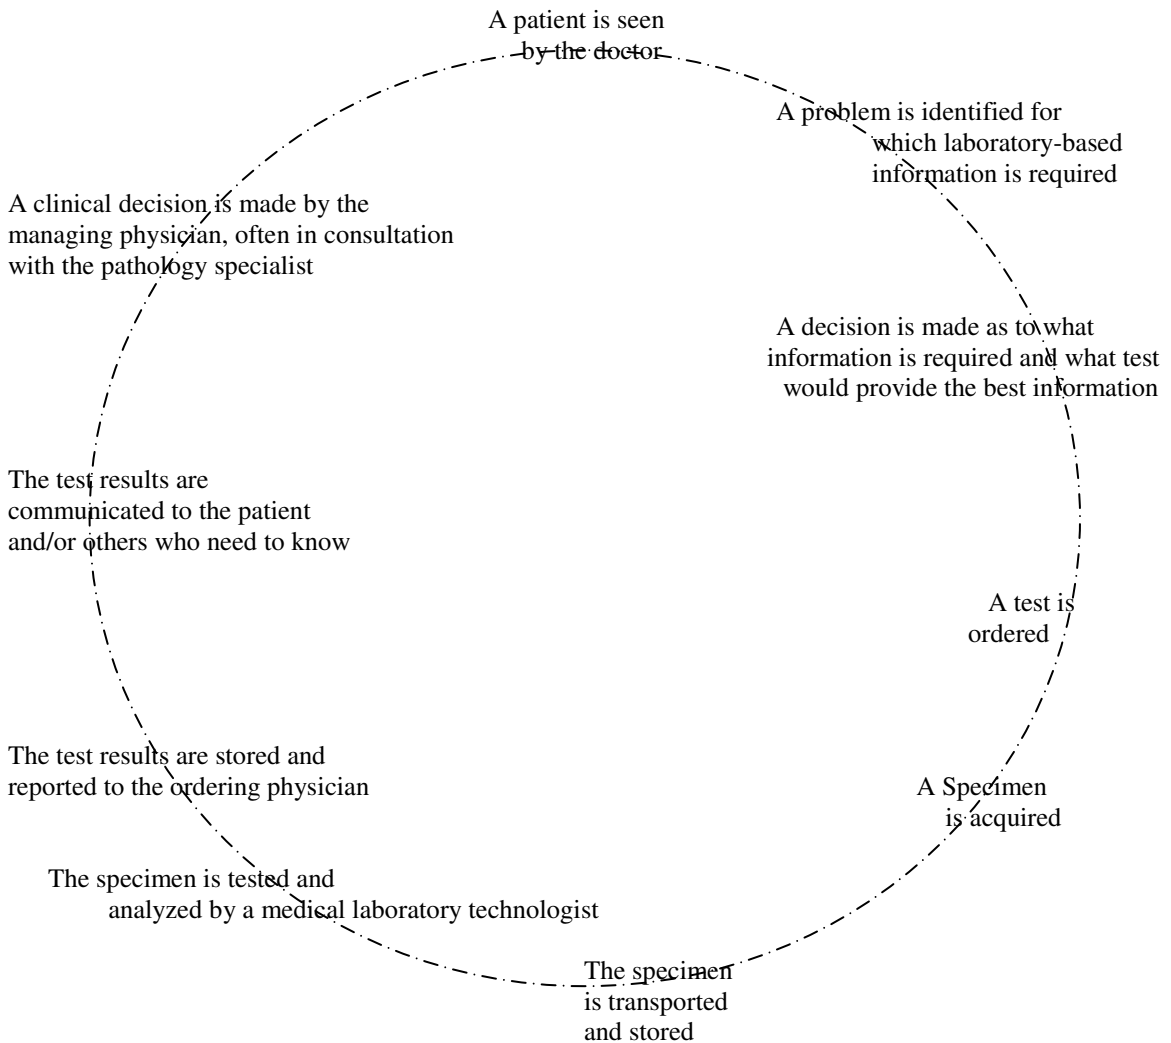 A patient is seen
by the doctor
A problem is identified for
which laboratory-based
information is required
A decision is made as to what
information is required and what test
would provide the best information
A test is
ordered
A Specimen
is acquired
The specimen
is transported
and stored
The specimen is tested and
analyzed by a medical laboratory technologist
The test results are stored and
reported to the ordering physician
The test results are
communicated to the patient
and/or others who need to know
A clinical decision is made by the
managing physician, often in consultation
with the pathology specialist